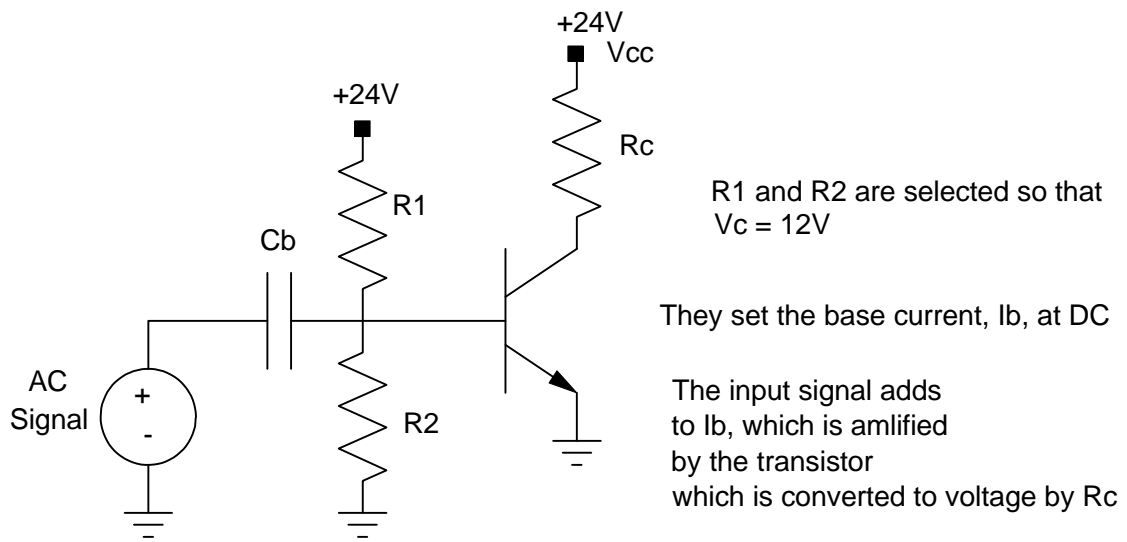 +24V
Vcc
+24V
Rc
R1
R1 and R2 are selected so that
Vc = 12V
Cb
They set the base current, Ib, at DC
AC
Signal
+
-
R2
The input signal adds
to Ib, which is amlified
by the transistor
which is converted to voltage by Rc